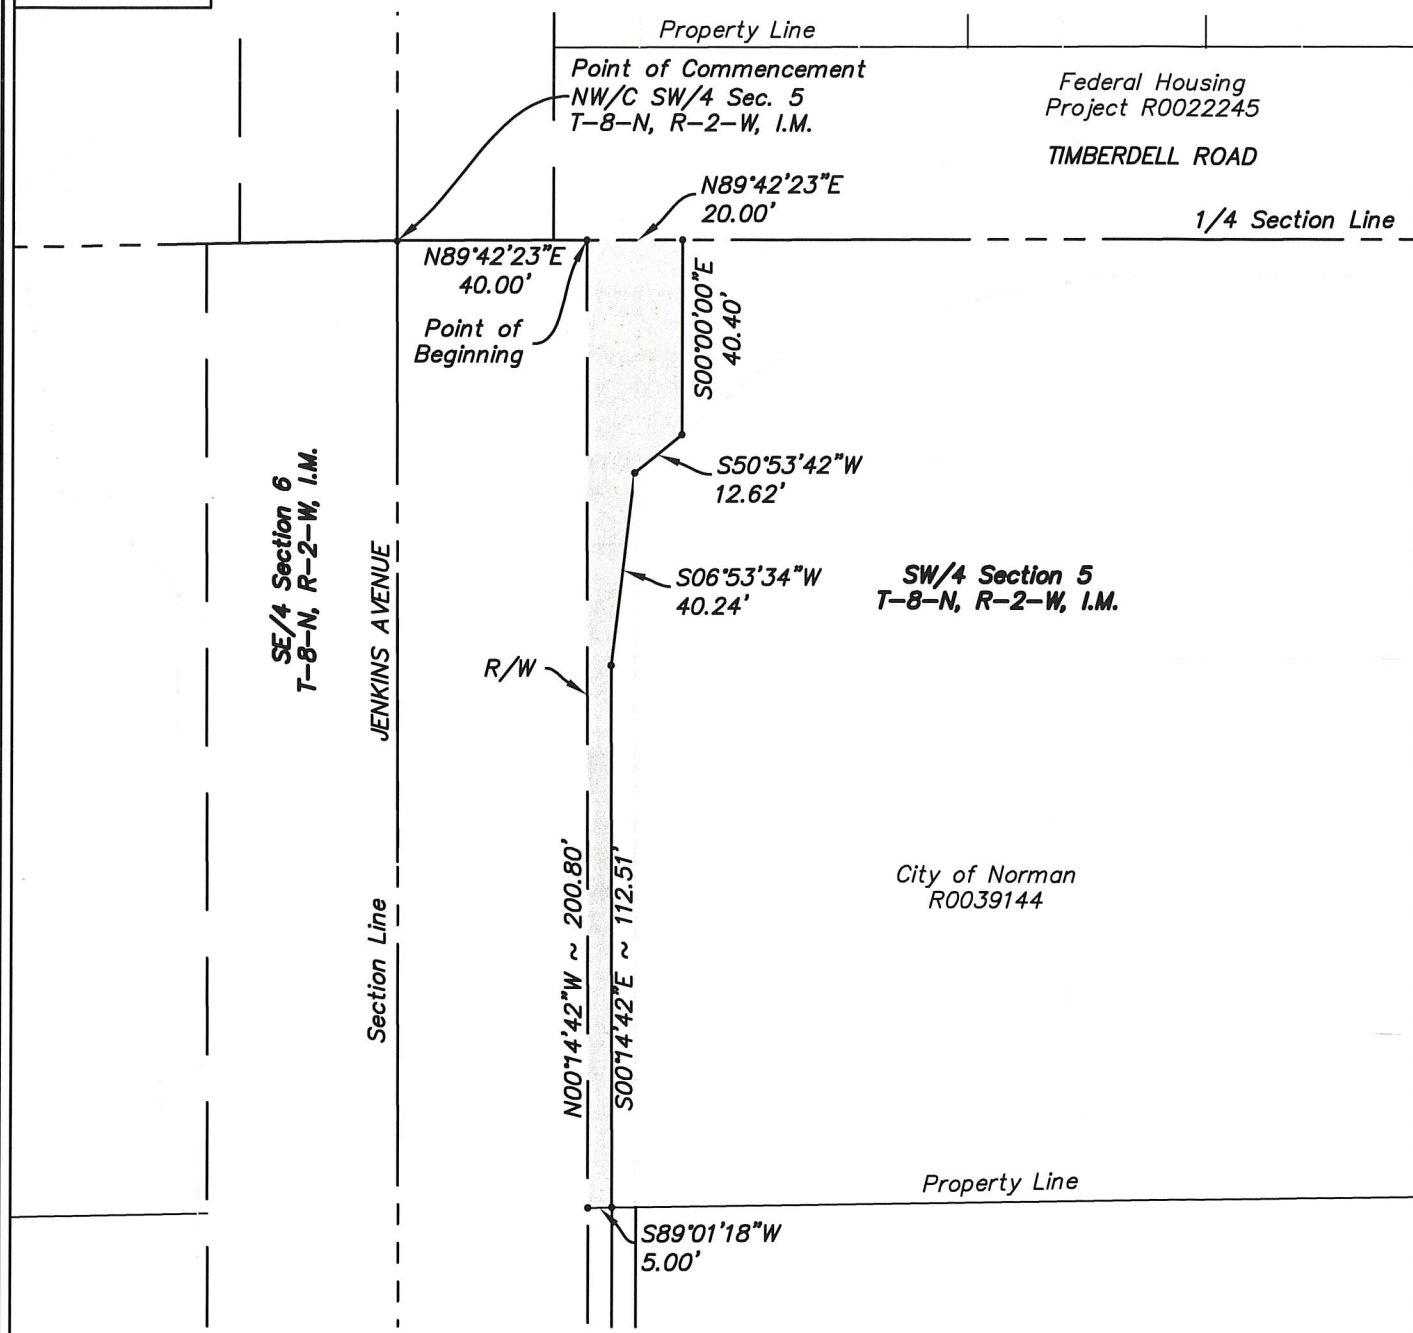 Property Line
Point of Commencement
NW/C SW/4 Sec. 5
T-8-N, R-2-W, I.M.
Federal Housing
Project R0022245
TIMBERDELL ROAD
N89°42'23"E
20.00'
1/4 Section Line
N89°42'23"E
40.00'
Point of
Beginning
S00°00'00"E
40.40'
S50°53'42"W
12.62'
SE/4 Section 6
T-8-N, R-2-W, I.M.
JENKINS AVENUE
S06°53'34"W
40.24'
SW/4 Section 5
T-8-N, R-2-W, I.M.
R/W
N00°14'42"W ~ 200.80'
S00°14'42"E ~ 112.51'
City of Norman
R0039144
Section Line
Property Line
S89°01'18"W
5.00'